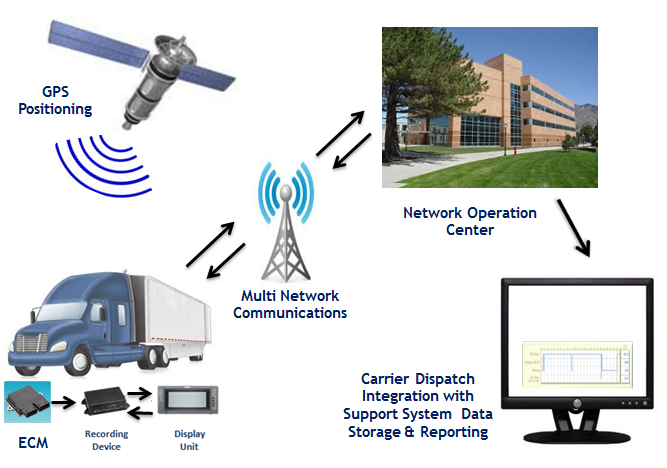 GPS
Positioning
Network Operation
Center
Multi Network
Communications
Carrier Dispatch
Integration with
Support System Data
Storage & Reporting
ECM
Recording
Device
Display
Unit